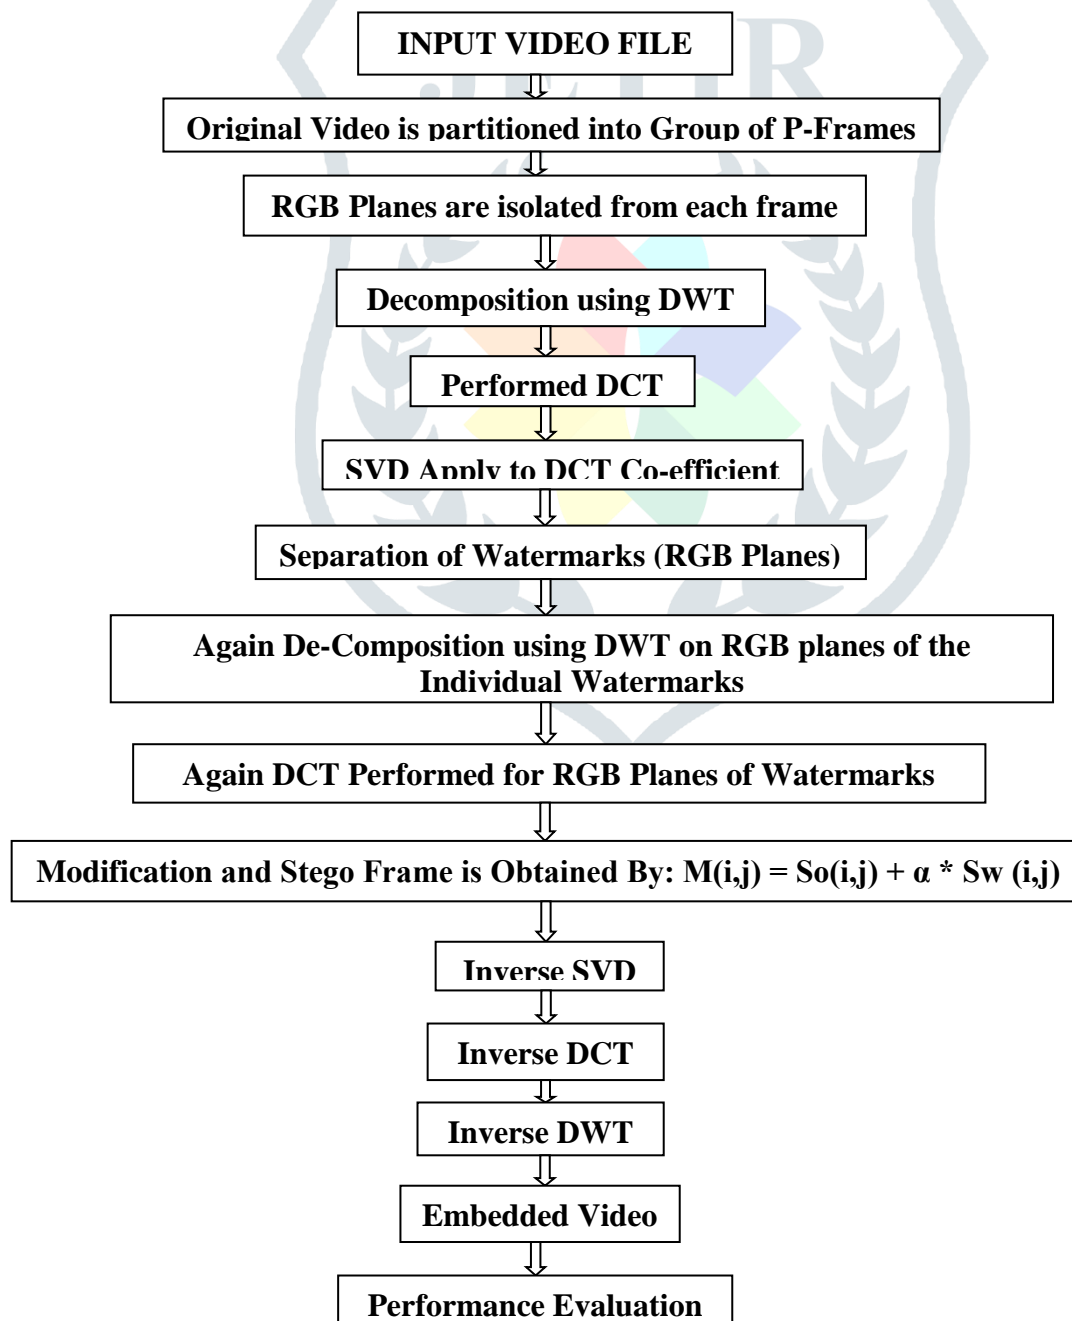 JETIR
INPUT VIDEO FILE
Original Video is partitioned into Group of P-Frames
RGB Planes are isolated from each frame
Decomposition using DWT
Performed DCT
SVD Apply to DCT Co-efficient
Separation of Watermarks (RGB Planes)
Again De-Composition using DWT on RGB planes of the
Individual Watermarks
Again DCT Performed for RGB Planes of Watermarks
Modification and Stego Frame is Obtained By: M(i,j) = So(i,j) + α * Sw (i,j)
Inverse SVD
Inverse DCT
Inverse DWT
Embedded Video
Performance Evaluation